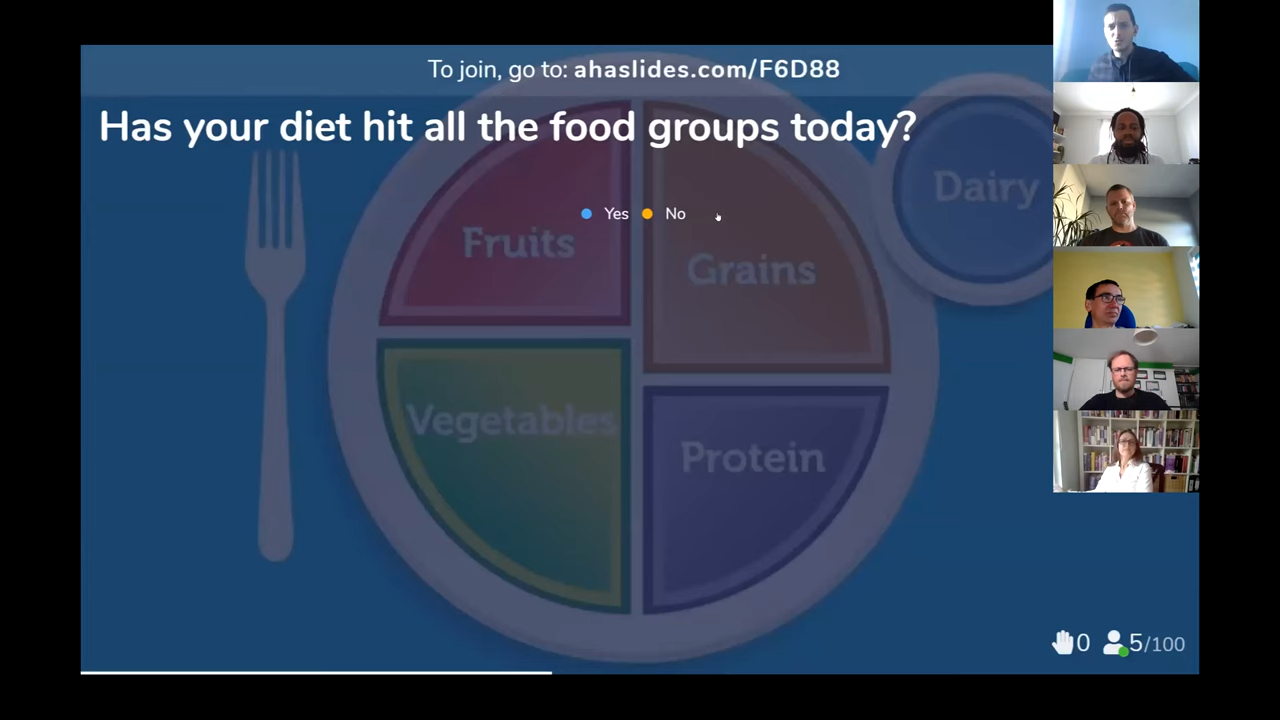 To join, go to: ahaslides.com/F6D88
Has your diet hit all the food groups today?
Dairy
Yes No
Fruits
Grains
Vegetables
Protein
0 5/100